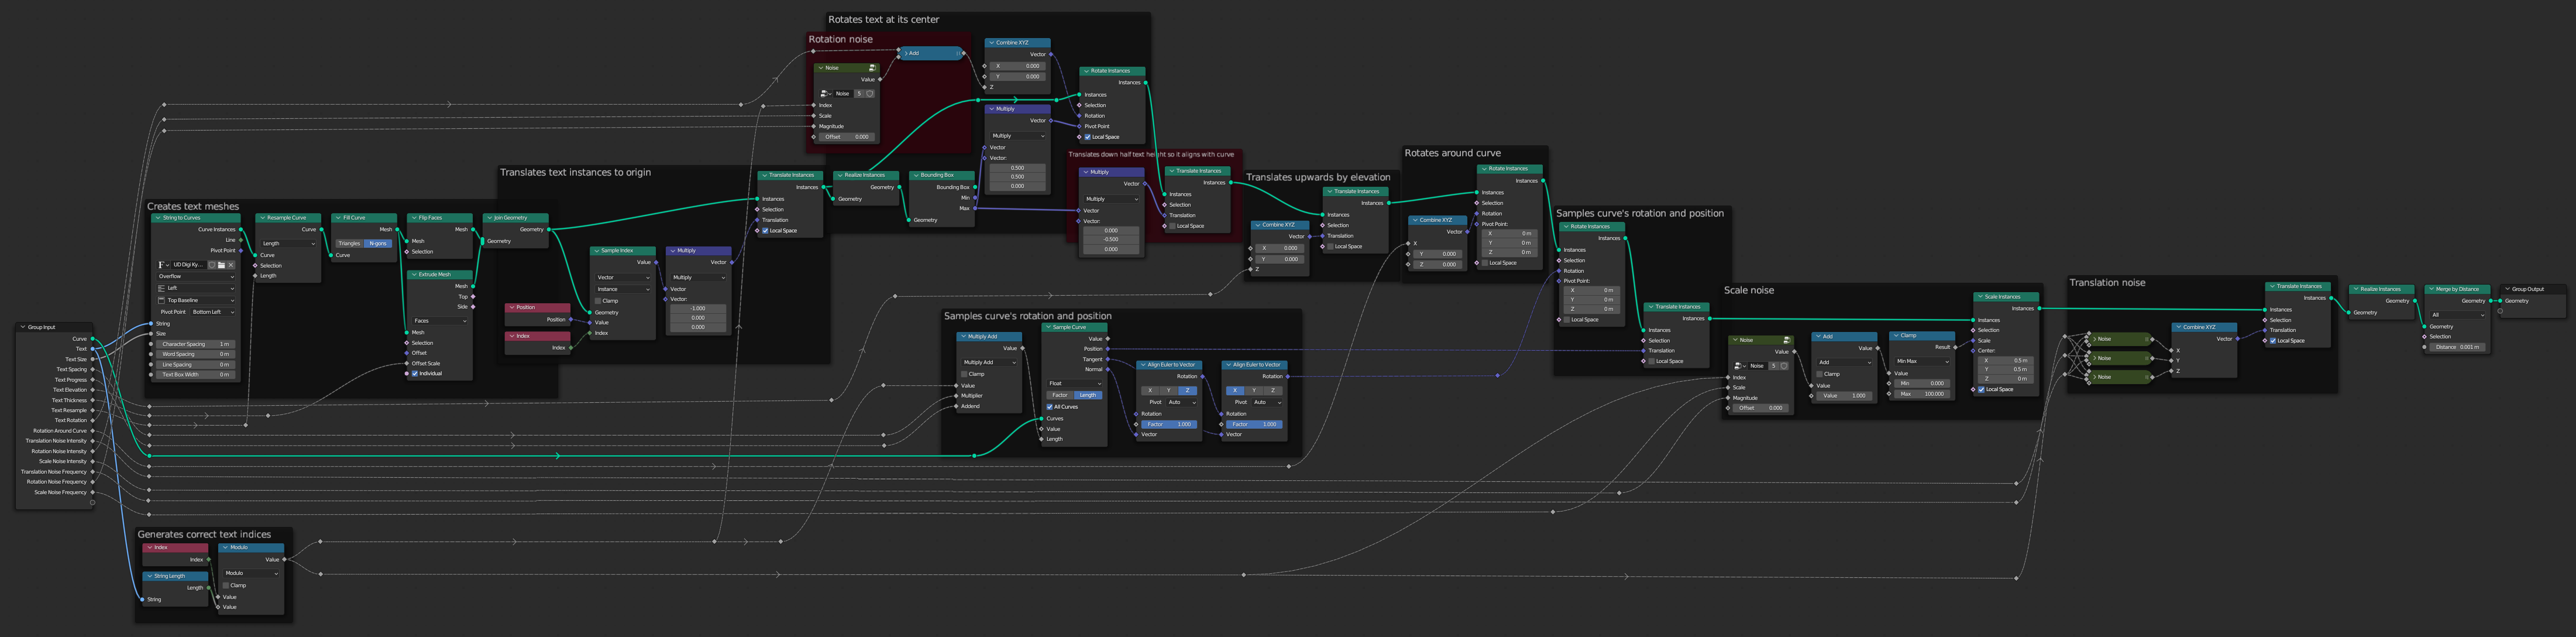 Rotates text at its center
Rotation noise
Add
Noise
Value
Noise
5
Index
Scale
Magnitude
Offset 0.000
Combine XYZ
Vector
X 0.000
Y 0.000
Z
Multiply
Vector
Multiply
Vector
Vector:
0.500
0.500
0.000
Rotate Instances
Instances
Instances
Selection
Rotation
Pivot Point
Local Space
Translates text instances to origin
Translate Instances
Instances
Instances
Selection
Translation
Local Space
Realize Instances
Geometry
Geometry
Bounding Box
Bounding Box
Min
Max
Geometry
Translates down half text height so it aligns with curve
Multiply
Vector
Multiply
Vector
Vector:
0.000
-0.500
0.000
Translate Instances
Instances
Instances
Selection
Translation
Local Space
Translates upwards by elevation
Combine XYZ
Vector
X 0.000
Y 0.000
Z
Translate Instances
Instances
Instances
Selection
Translation
Local Space
Rotates around curve
Combine XYZ
Vector
X
Y 0.000
Z 0.000
Rotate Instances
Instances
Instances
Selection
Rotation
Pivot Point:
X 0 m
Y 0 m
Z 0 m
Local Space
Creates text meshes
String to Curves
Curve Instances
Line
Pivot Point
UD Digi Ky...
Overflow
Left
Top Baseline
Pivot Point Bottom Left
String
Size
Character Spacing 1 m
Word Spacing 0 m
Line Spacing 0 m
Text Box Width 0 m
Resample Curve
Curve
Length
Curve
Selection
Length
Fill Curve
Mesh
Triangles N-gons
Curve
Flip Faces
Mesh
Mesh
Selection
Extrude Mesh
Mesh
Top
Side
Faces
Mesh
Selection
Offset
Offset Scale
Individual
Join Geometry
Geometry
Geometry
Position
Position
Index
Index
Sample Index
Value
Vector
Instance
Clamp
Geometry
Value
Index
Multiply
Vector
Multiply
Vector
Vector:
-1.000
0.000
0.000
Group Input
Curve
Text
Text Size
Text Spacing
Text Progress
Text Elevation
Text Thickness
Text Resample
Text Rotation
Rotation Around Curve
Translation Noise Intensity
Rotation Noise Intensity
Scale Noise Intensity
Translation Noise Frequency
Rotation Noise Frequency
Scale Noise Frequency
Samples curve's rotation and position
Multiply Add
Value
Multiply Add
Clamp
Value
Multiplier
Addend
Sample Curve
Value
Position
Tangent
Normal
Float
Factor Length
All Curves
Curves
Value
Length
Align Euler to Vector
Rotation
X Y Z
Pivot Auto
Rotation
Factor 1.000
Vector
Align Euler to Vector
Rotation
X Y Z
Pivot Auto
Rotation
Factor 1.000
Vector
Samples curve's rotation and position
Rotate Instances
Instances
Instances
Selection
Rotation
Pivot Point:
X 0 m
Y 0 m
Z 0 m
Local Space
Translate Instances
Instances
Instances
Selection
Translation
Local Space
Scale noise
Noise
Value
Noise
5
Index
Scale
Magnitude
Offset 0.000
Add
Value
Add
Clamp
Value
Value 1.000
Clamp
Result
Min Max
Value
Min 0.000
Max 100.000
Scale Instances
Instances
Instances
Selection
Scale
Center:
X 0.5 m
Y 0.5 m
Z 0 m
Local Space
Translation noise
Noise
Noise
Noise
Combine XYZ
Vector
X
Y
Z
Translate Instances
Instances
Instances
Selection
Translation
Local Space
Realize Instances
Geometry
Geometry
Merge by Distance
Geometry
All
Geometry
Selection
Distance 0.001 m
Group Output
Geometry
Generates correct text indices
Index
Index
String Length
Length
String
Modulo
Value
Modulo
Clamp
Value
Value